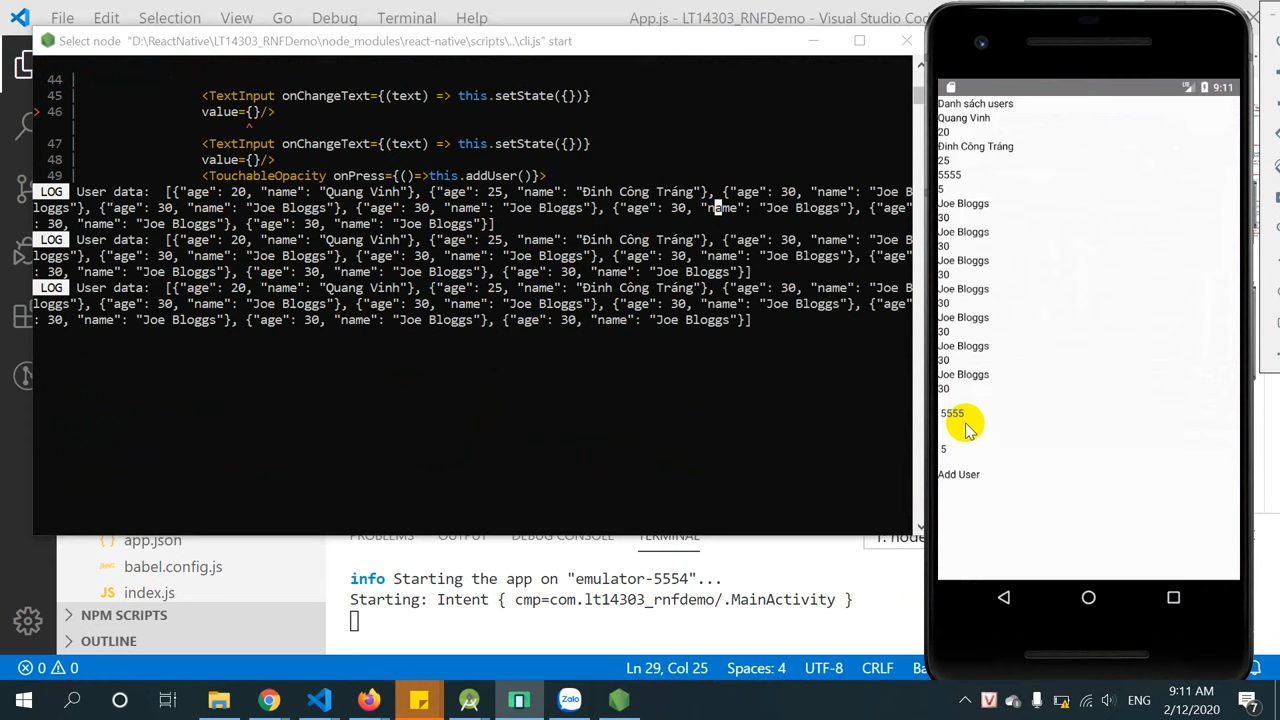 File Edit Selection View Go Debug Terminal Help App.js - LT14303_RNFDemo - Visual Studio Cod
Select node "D:\ReactNative\LT14303_RNFDemo\node_modules\react-native\scripts\..\cli.js" start
44 |
45 | <TextInput onChangeText={(text) => this.setState({})}
> 46 | value={}/>
| ^
47 | <TextInput onChangeText={(text) => this.setState({})}
48 | value={}/>
49 | <TouchableOpacity onPress={()=>this.addUser()}>
LOG User data: [{"age": 20, "name": "Quang Vinh"}, {"age": 25, "name": "Đinh Công Tráng"}, {"age": 30, "name": "Joe B
loggs"}, {"age": 30, "name": "Joe Bloggs"}, {"age": 30, "name": "Joe Bloggs"}, {"age": 30, "name": "Joe Bloggs"}, {"age"
: 30, "name": "Joe Bloggs"}, {"age": 30, "name": "Joe Bloggs"}]
LOG User data: [{"age": 20, "name": "Quang Vinh"}, {"age": 25, "name": "Đinh Công Tráng"}, {"age": 30, "name": "Joe B
loggs"}, {"age": 30, "name": "Joe Bloggs"}, {"age": 30, "name": "Joe Bloggs"}, {"age": 30, "name": "Joe Bloggs"}, {"age"
: 30, "name": "Joe Bloggs"}, {"age": 30, "name": "Joe Bloggs"}, {"age": 30, "name": "Joe Bloggs"}]
LOG User data: [{"age": 20, "name": "Quang Vinh"}, {"age": 25, "name": "Đinh Công Tráng"}, {"age": 30, "name": "Joe B
loggs"}, {"age": 30, "name": "Joe Bloggs"}, {"age": 30, "name": "Joe Bloggs"}, {"age": 30, "name": "Joe Bloggs"}, {"age"
: 30, "name": "Joe Bloggs"}, {"age": 30, "name": "Joe Bloggs"}, {"age": 30, "name": "Joe Bloggs"}]
PROBLEMS OUTPUT DEBUG CONSOLE TERMINAL 1: node
app.json
babel.config.js
JS index.js
NPM SCRIPTS
OUTLINE
info Starting the app on "emulator-5554"...
Starting: Intent { cmp=com.lt14303_rnfdemo/.MainActivity }
0 0 Ln 29, Col 25 Spaces: 4 UTF-8 CRLF Ba
9:11
Danh sách users
Quang Vinh
20
Đinh Công Tráng
25
5555
5
Joe Bloggs
30
Joe Bloggs
30
Joe Bloggs
30
Joe Bloggs
30
Joe Bloggs
30
Joe Bloggs
30
Joe Bloggs
30
5555
5
Add User
Zalo
ENG
9:11 AM
2/12/2020
7